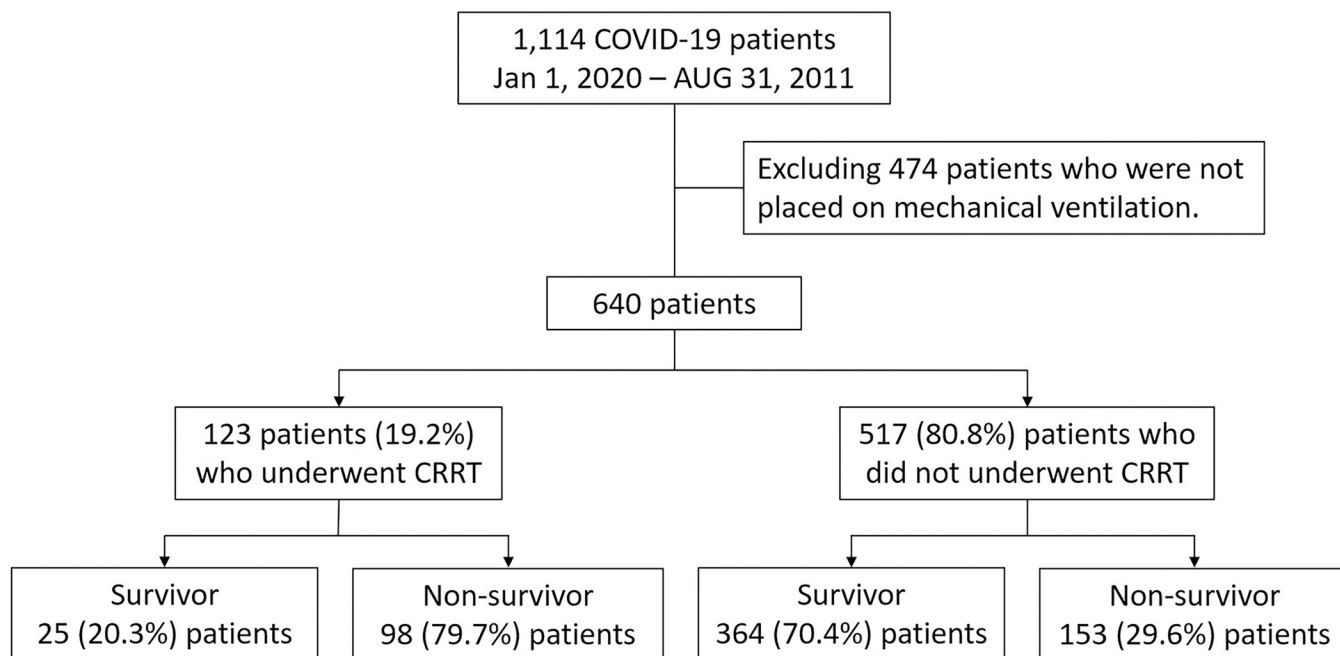 1,114 COVID-19 patients
Jan 1, 2020 – AUG 31, 2011
Excluding 474 patients who were not
placed on mechanical ventilation.
640 patients
123 patients (19.2%)
who underwent CRRT
517 (80.8%) patients who
did not underwent CRRT
Survivor
25 (20.3%) patients
Non-survivor
98 (79.7%) patients
Survivor
364 (70.4%) patients
Non-survivor
153 (29.6%) patients